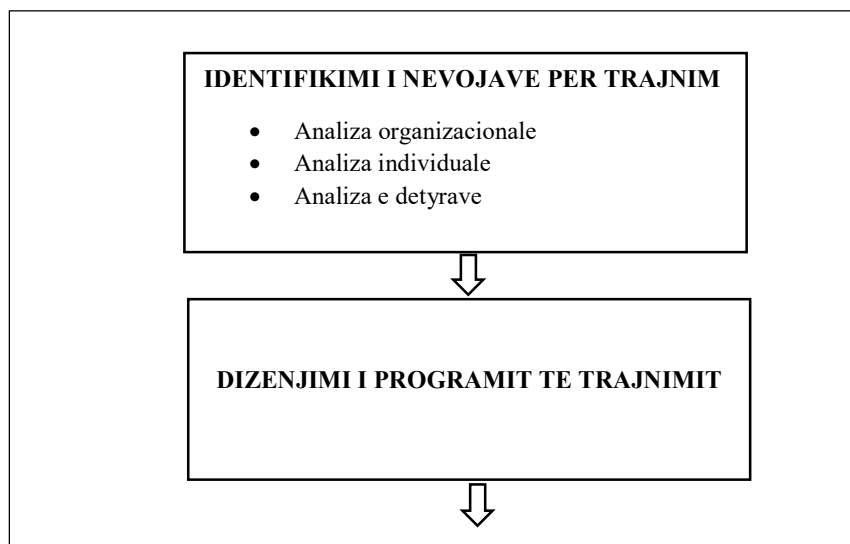 IDENTIFIKIMI I NEVOJAVE PER TRAJNIM
• Analiza organizacionale
• Analiza individuale
• Analiza e detyrave
DIZENJIMI I PROGRAMIT TE TRAJNIMIT